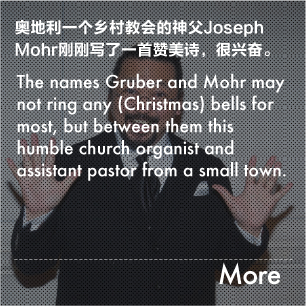 奥地利一个乡村教会的神父Joseph
Mohr刚刚写了一首赞美诗，很兴奋。
The names Gruber and Mohr may
not ring any (Christmas) bells for
most, but between them this
humble church organist and
assistant pastor from a small town.
More